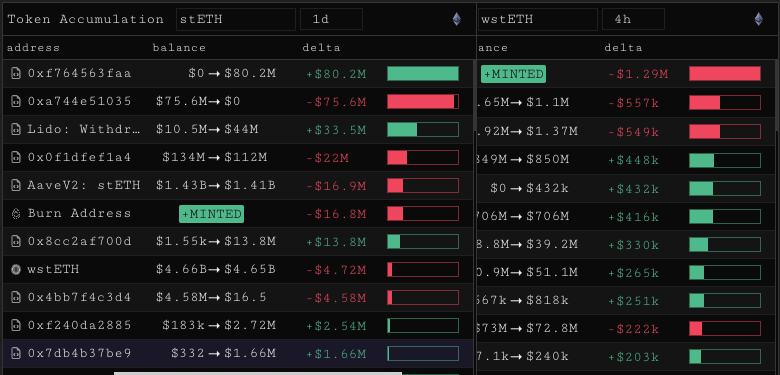 Token Accumulation stETH 1d wstETH 4h
address balance delta ance delta
0xf764563faa $0→$80.2M +$80.2M +MINTED -$1.29M
0xa744e51035 $75.6M→$0 -$75.6M .65M→$1.1M -$557k
Lido: Withdr… $10.5M→$44M +$33.5M .92M→$1.37M -$549k
0x0f1dfef1a4 $134M→$112M -$22M 349M→$850M +$448k
AaveV2: stETH $1.43B→$1.41B -$16.9M $0→$432k +$432k
Burn Address +MINTED -$16.8M 706M→$706M +$416k
0x8cc2af700d $1.55k→$13.8M +$13.8M 8.8M→$39.2M +$330k
wstETH $4.66B→$4.65B -$4.72M 0.9M→$51.1M +$265k
0x4bb7f4c3d4 $4.58M→$16.5 -$4.58M 567k→$818k +$251k
0xf240da2885 $183k→$2.72M +$2.54M $73M→$72.8M -$222k
0x7db4b37be9 $332→$1.66M +$1.66M 7.1k→$240k +$203k